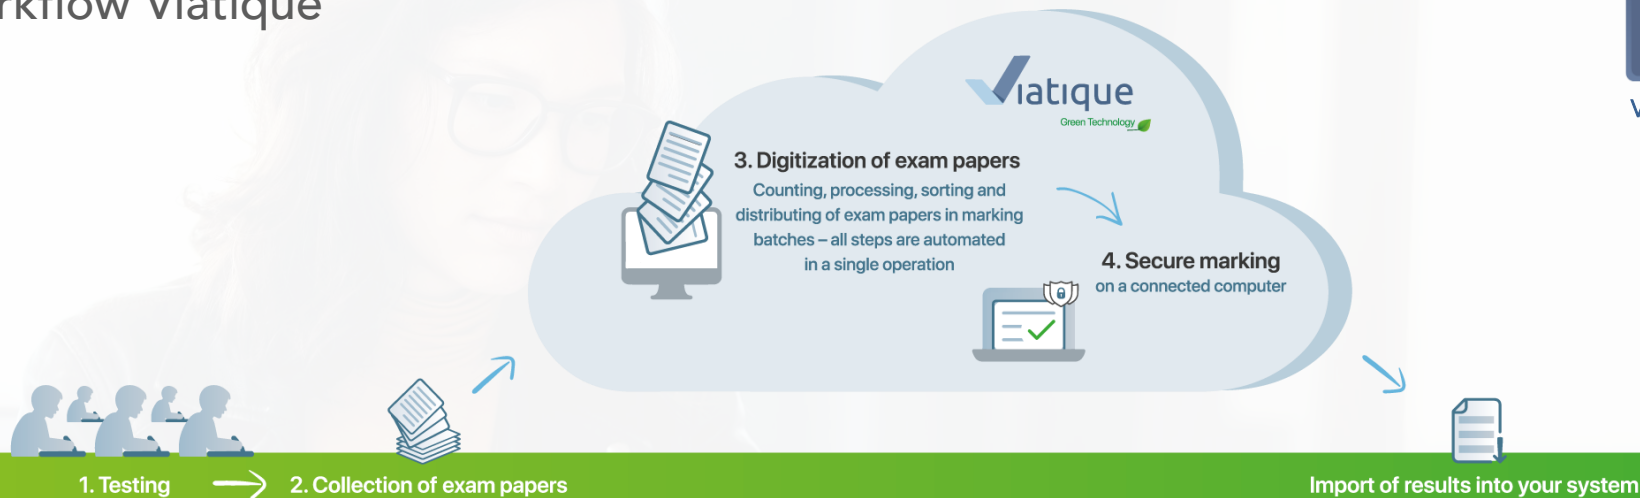 rkflow Viatique
Viatique
Green Technology
3. Digitization of exam papers
Counting, processing, sorting and
distributing of exam papers in marking
batches – all steps are automated
in a single operation
4. Secure marking
on a connected computer
1. Testing
2. Collection of exam papers
Import of results into your system